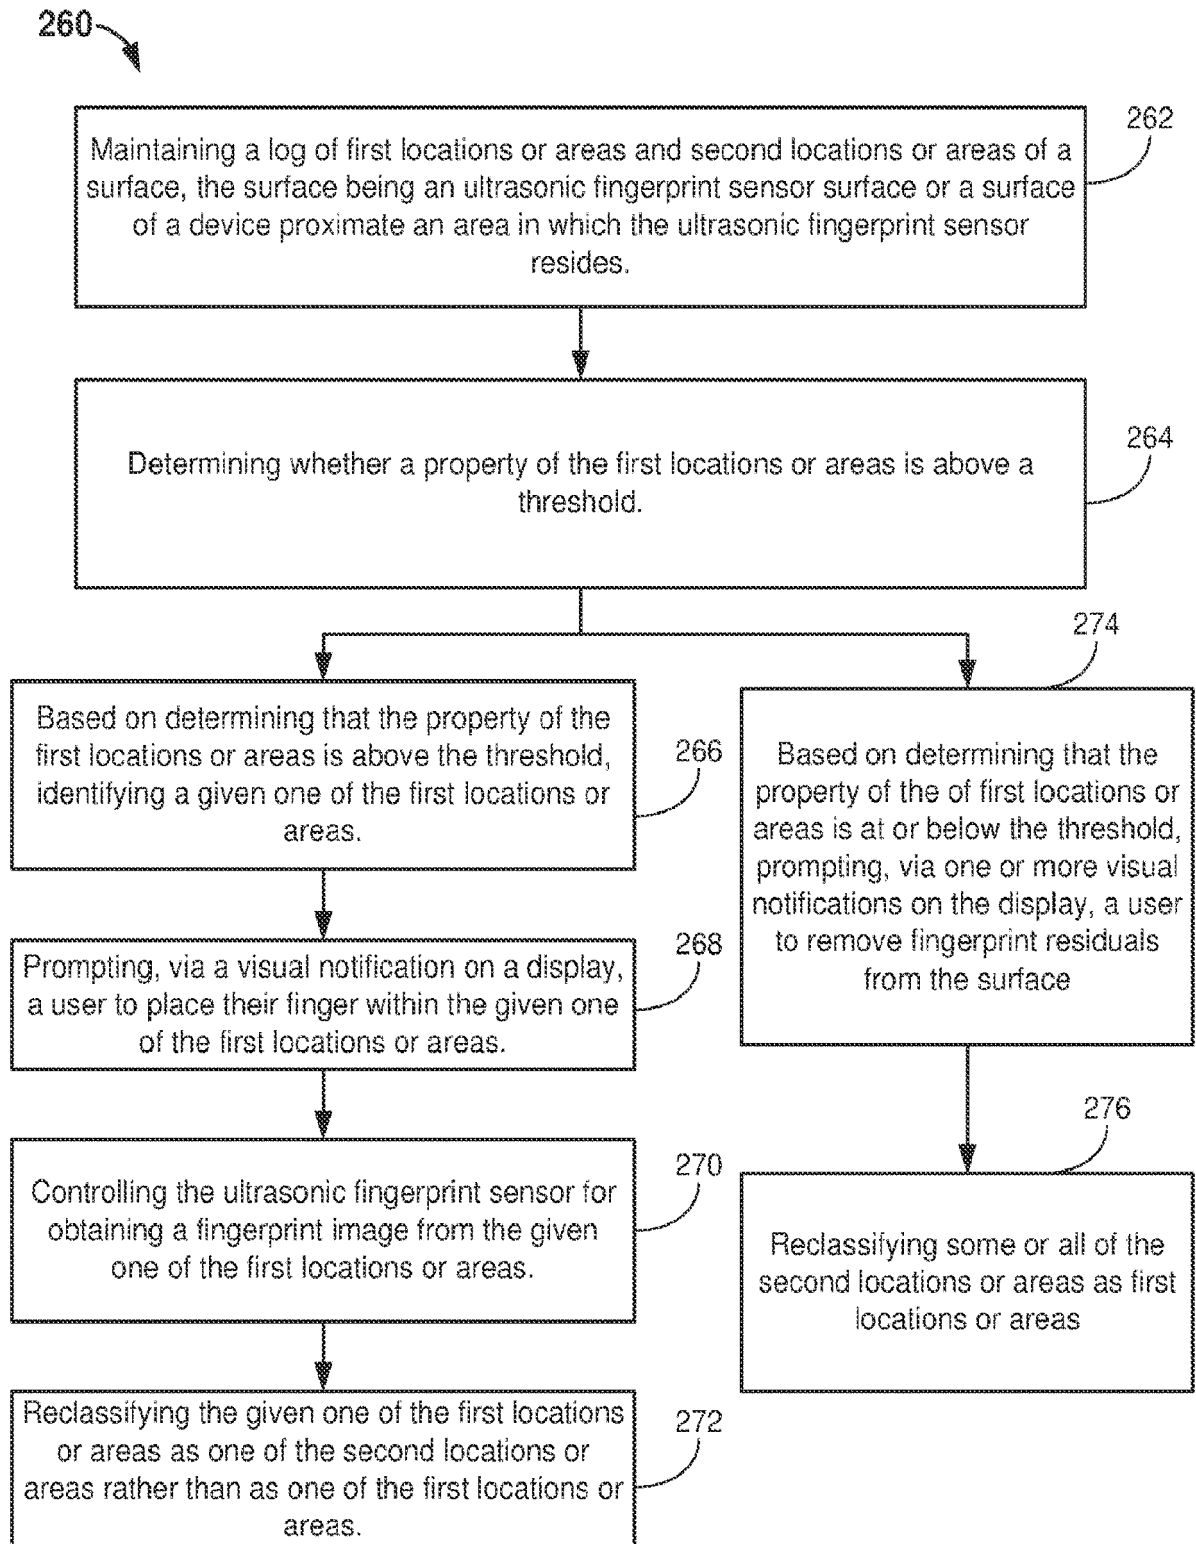 260
262
Maintaining a log of first locations or areas and second locations or areas of a
surface, the surface being an ultrasonic fingerprint sensor surface or a surface
of a device proximate an area in which the ultrasonic fingerprint sensor
resides.
264
Determining whether a property of the first locations or areas is above a
threshold.
266
Based on determining that the property of the
first locations or areas is above the threshold,
identifying a given one of the first locations or
areas.
268
Prompting, via a visual notification on a display,
a user to place their finger within the given one
of the first locations or areas.
270
Controlling the ultrasonic fingerprint sensor for
obtaining a fingerprint image from the given
one of the first locations or areas.
272
Reclassifying the given one of the first locations
or areas as one of the second locations or
areas rather than as one of the first locations or
areas.
274
Based on determining that the
property of the of first locations or
areas is at or below the threshold,
prompting, via one or more visual
notifications on the display, a user
to remove fingerprint residuals
from the surface
276
Reclassifying some or all of the
second locations or areas as first
locations or areas